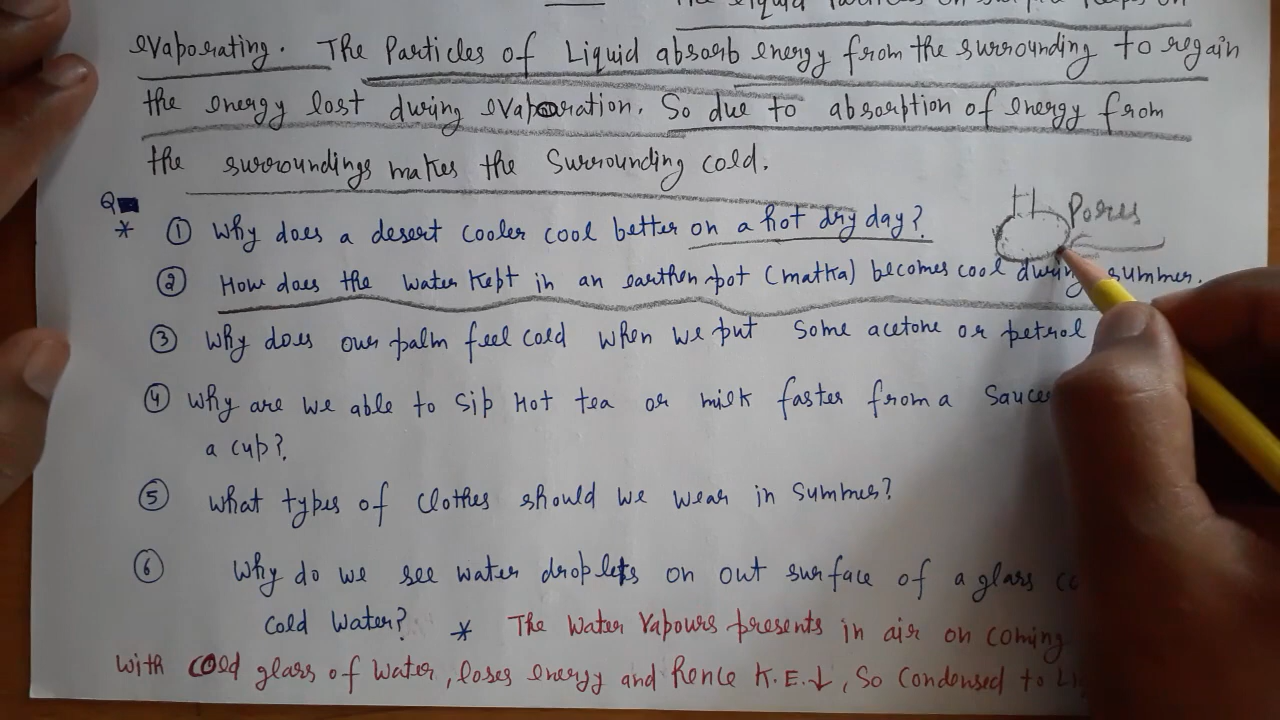 evaporating. The Particles of Liquid absorb energy from the surrounding to regain
the energy lost during evaporation. So due to absorption of energy from
the surroundings makes the Surrounding cold.
Q
* ① Why does a desert cooler cool better on a hot dry day?
Pores
② How does the water kept in an earthen pot (matka) becomes cool during summer.
③ Why does our palm feel cold when we put some acetone or petrol
④ Why are we able to sip Hot tea or milk faster from a
a cup?
⑤ What types of clothes should we wear in summer?
⑥ Why do we see water droplets on out surface of a glass
cold water? * The Water Vapours presents in air on coming
with cold glass of water, loses energy and hence K.E.↓, So condensed to